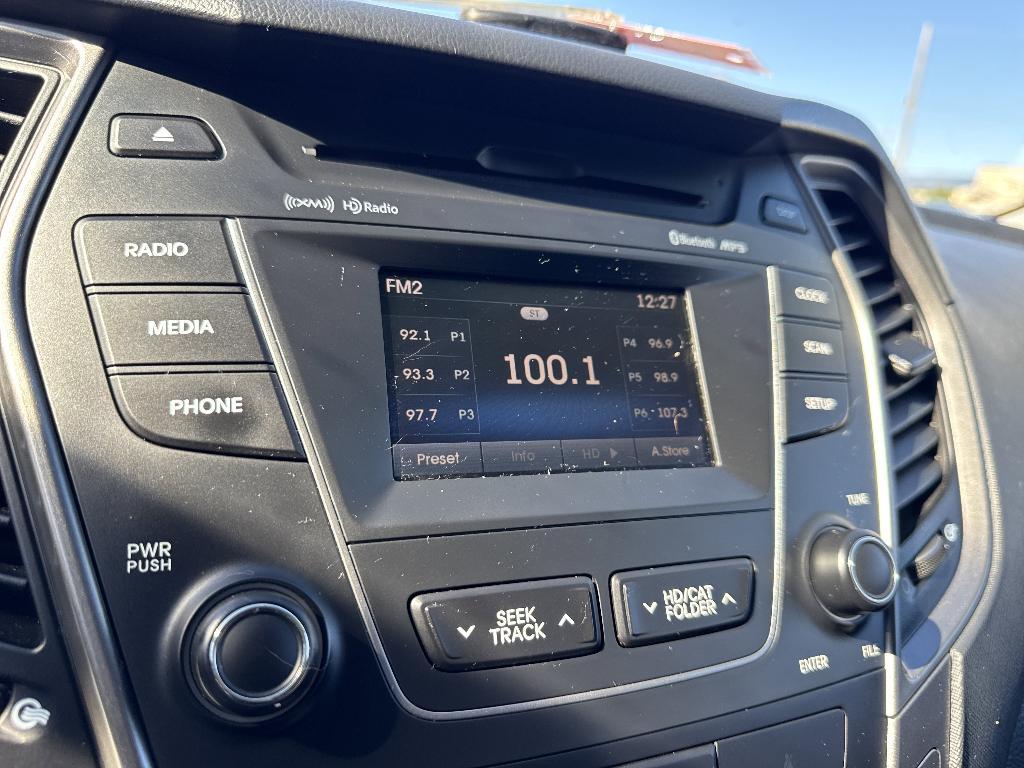 ((XM)) HD Radio
Bluetooth MP3
RADIO
MEDIA
PHONE
FM2 12:27
ST
92.1 P1
93.3 P2
97.7 P3
100.1
P4 96.9
P5 98.9
P6 107.3
Preset Info HD A.Store
CLOCK
SCAN
SETUP
PWR
PUSH
SEEK
TRACK
HD/CAT
FOLDER
TUNE
ENTER
FILE